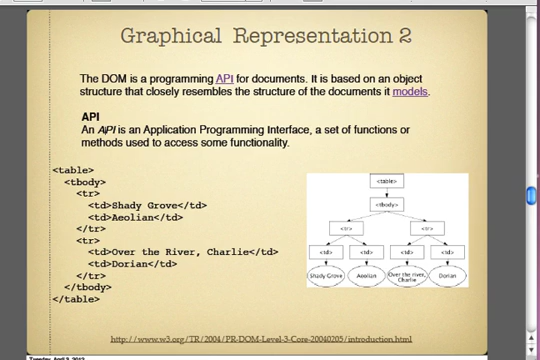 Graphical Representation 2
The DOM is a programming API for documents. It is based on an object
structure that closely resembles the structure of the documents it models.
API
An API is an Application Programming Interface, a set of functions or
methods used to access some functionality.
<table>
<tbody>
<tr>
<td>Shady Grove</td>
<td>Aeolian</td>
</tr>
<tr>
<td>Over the River, Charlie</td>
<td>Dorian</td>
</tr>
</tbody>
</table>
<table>
<tbody>
<tr> <tr>
<td> <td> <td> <td>
Shady Grove Aeolian Over the river, Charlie Dorian
http://www.w3.org/TR/2004/PR-DOM-Level-3-Core-20040205/introduction.html